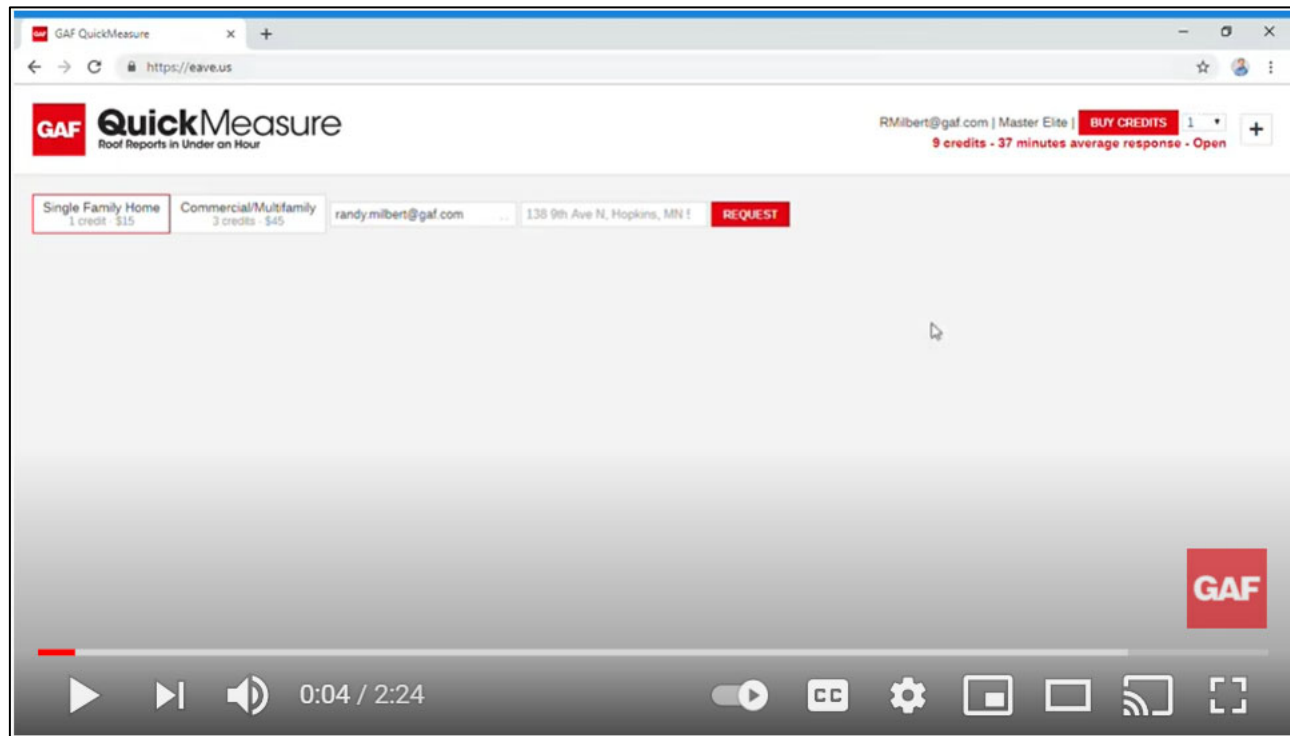 GAF QuickMeasure
https://eave.us
GAF QuickMeasure
Roof Reports in Under an Hour
RMilbert@gaf.com | Master Elite | BUY CREDITS 1
9 credits - 37 minutes average response - Open
Single Family Home
1 credit - $15
Commercial/Multifamily
3 credits - $45
randy.milbert@gaf.com
138 9th Ave N, Hopkins, MN
REQUEST
GAF
0:04 / 2:24
CC